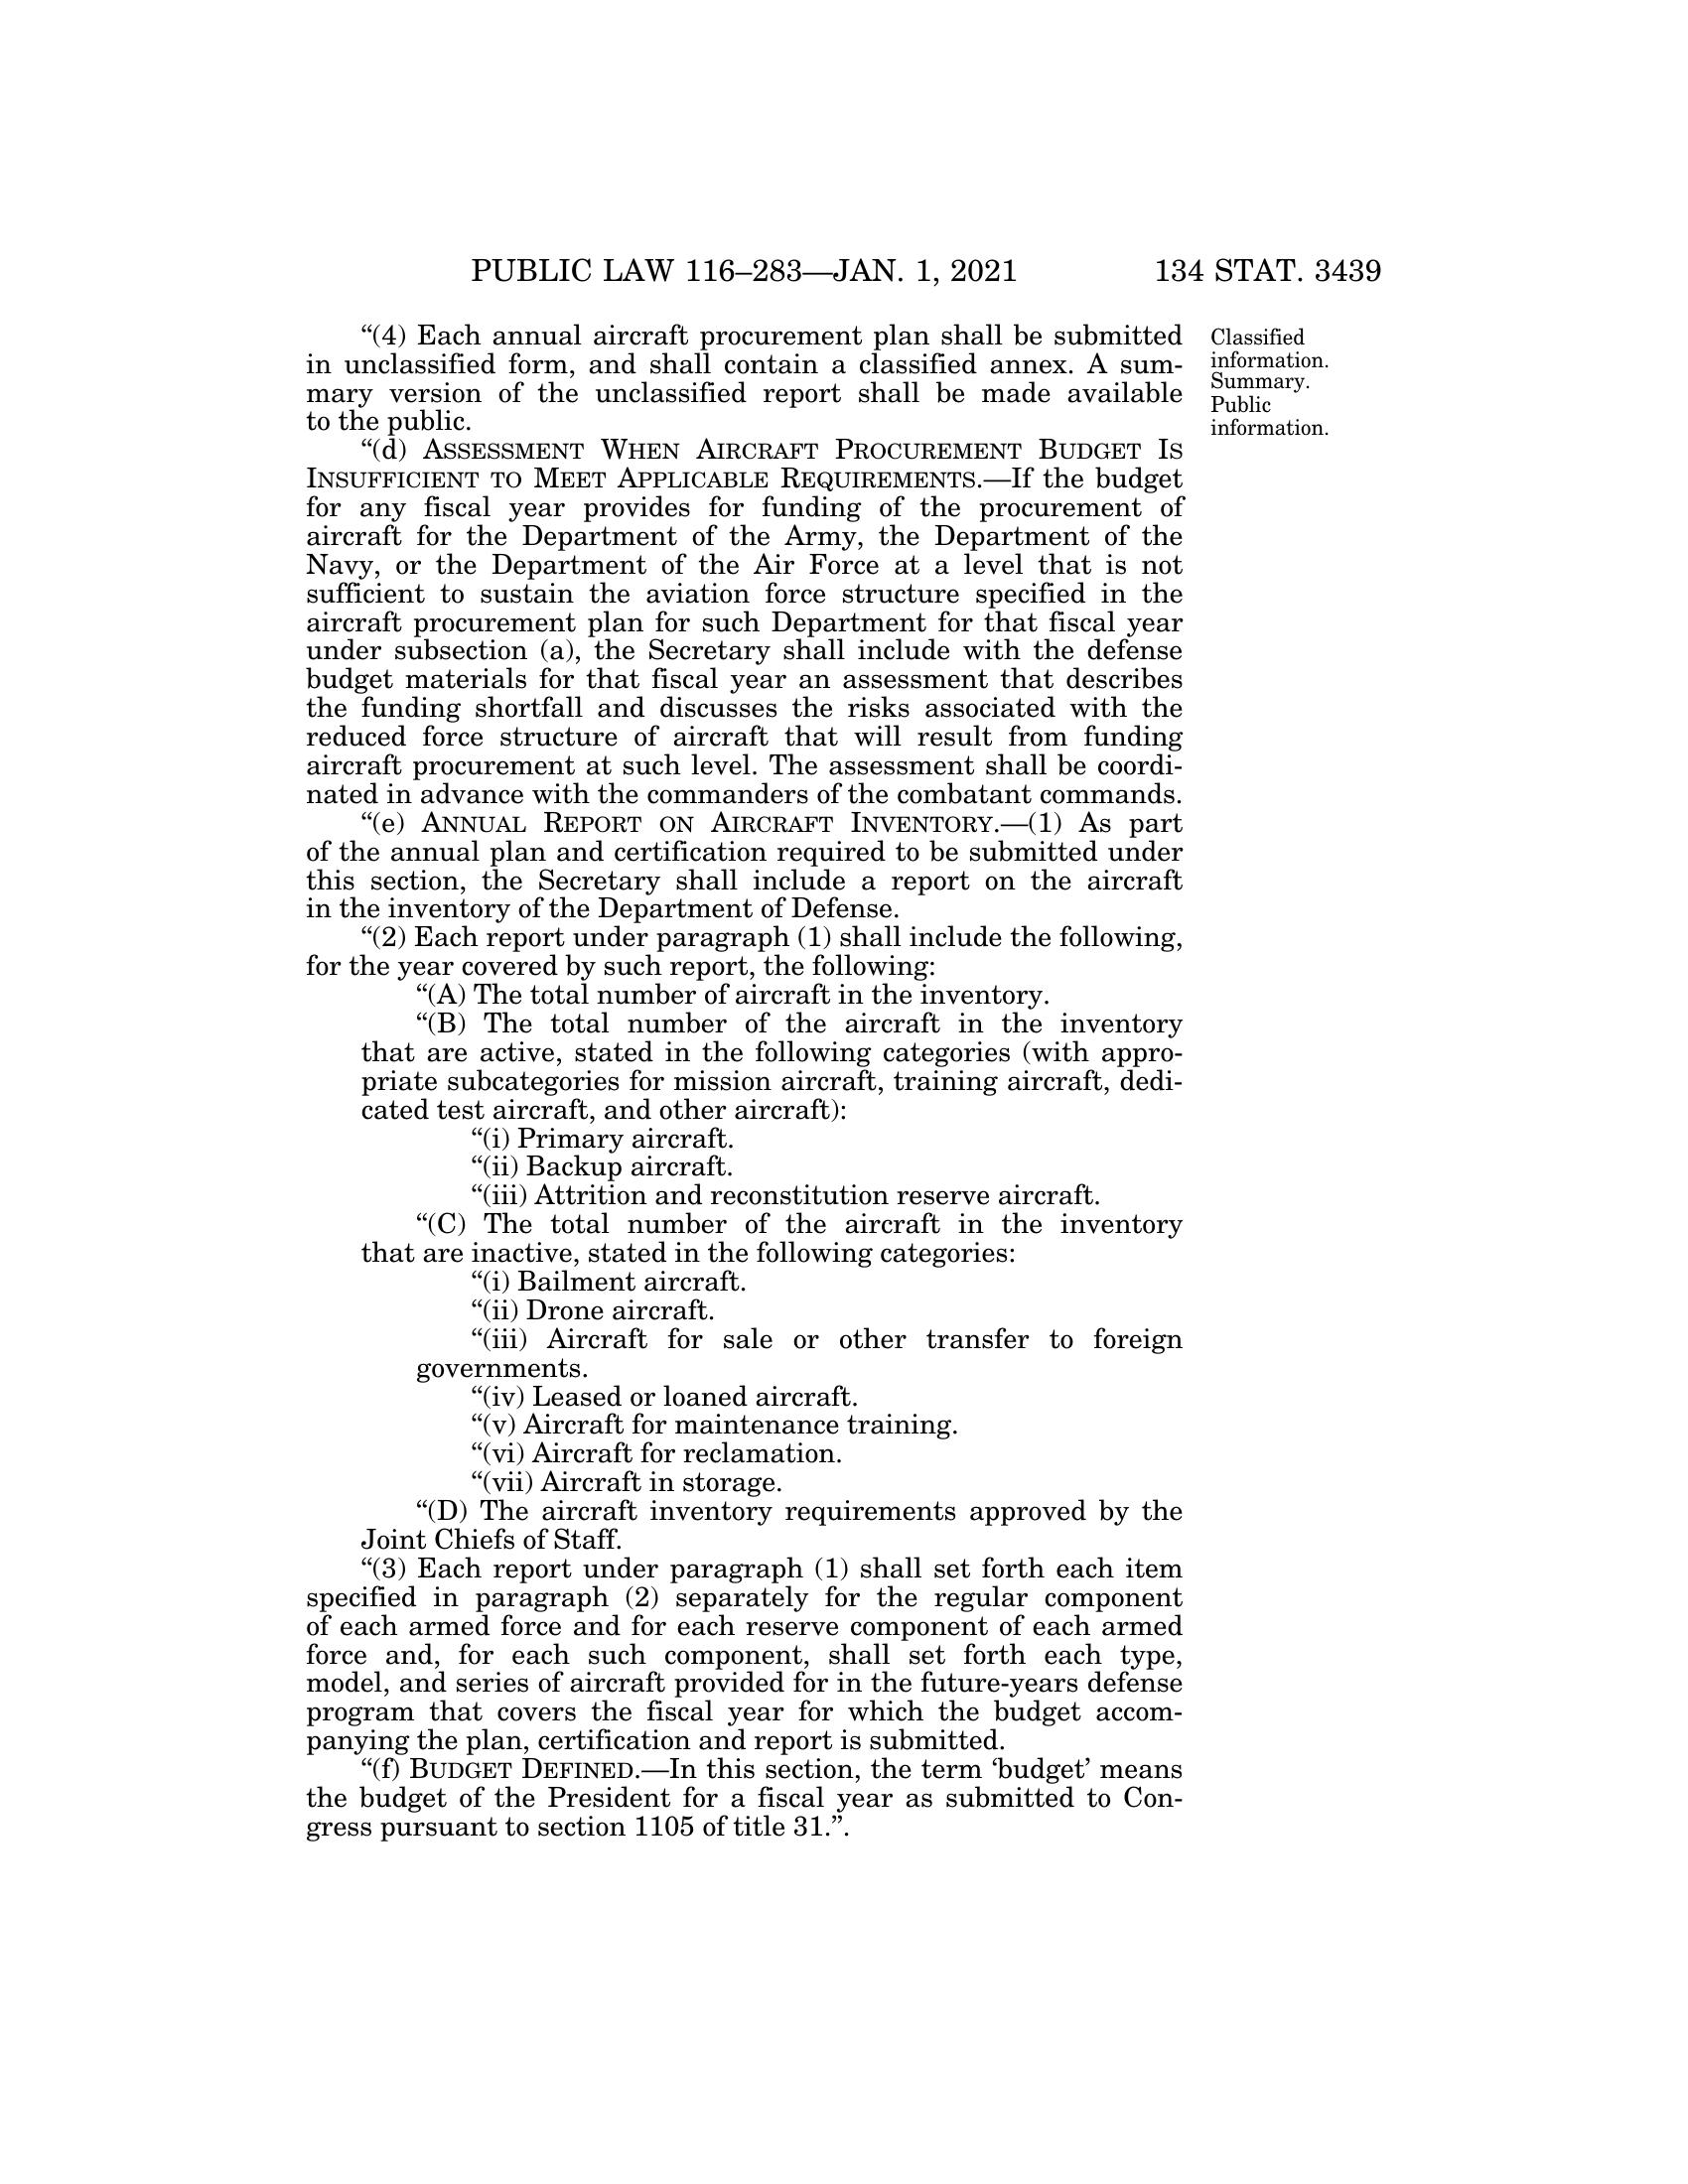 PUBLIC LAW 116–283—JAN. 1, 2021
134 STAT. 3439
“(4) Each annual aircraft procurement plan shall be submitted
in unclassified form, and shall contain a classified annex. A sum-
mary version of the unclassified report shall be made available
to the public.
Classified
information.
Summary.
Public
information.
“(d) ASSESSMENT WHEN AIRCRAFT PROCUREMENT BUDGET IS
INSUFFICIENT TO MEET APPLICABLE REQUIREMENTS.—If the budget
for any fiscal year provides for funding of the procurement of
aircraft for the Department of the Army, the Department of the
Navy, or the Department of the Air Force at a level that is not
sufficient to sustain the aviation force structure specified in the
aircraft procurement plan for such Department for that fiscal year
under subsection (a), the Secretary shall include with the defense
budget materials for that fiscal year an assessment that describes
the funding shortfall and discusses the risks associated with the
reduced force structure of aircraft that will result from funding
aircraft procurement at such level. The assessment shall be coordi-
nated in advance with the commanders of the combatant commands.
“(e) ANNUAL REPORT ON AIRCRAFT INVENTORY.—(1) As part
of the annual plan and certification required to be submitted under
this section, the Secretary shall include a report on the aircraft
in the inventory of the Department of Defense.
“(2) Each report under paragraph (1) shall include the following,
for the year covered by such report, the following:
“(A) The total number of aircraft in the inventory.
“(B) The total number of the aircraft in the inventory
that are active, stated in the following categories (with appro-
priate subcategories for mission aircraft, training aircraft, dedi-
cated test aircraft, and other aircraft):
“(i) Primary aircraft.
“(ii) Backup aircraft.
“(iii) Attrition and reconstitution reserve aircraft.
“(C) The total number of the aircraft in the inventory
that are inactive, stated in the following categories:
“(i) Bailment aircraft.
“(ii) Drone aircraft.
“(iii) Aircraft for sale or other transfer to foreign
governments.
“(iv) Leased or loaned aircraft.
“(v) Aircraft for maintenance training.
“(vi) Aircraft for reclamation.
“(vii) Aircraft in storage.
“(D) The aircraft inventory requirements approved by the
Joint Chiefs of Staff.
“(3) Each report under paragraph (1) shall set forth each item
specified in paragraph (2) separately for the regular component
of each armed force and for each reserve component of each armed
force and, for each such component, shall set forth each type,
model, and series of aircraft provided for in the future-years defense
program that covers the fiscal year for which the budget accom-
panying the plan, certification and report is submitted.
“(f) BUDGET DEFINED.—In this section, the term ‘budget’ means
the budget of the President for a fiscal year as submitted to Con-
gress pursuant to section 1105 of title 31.”.